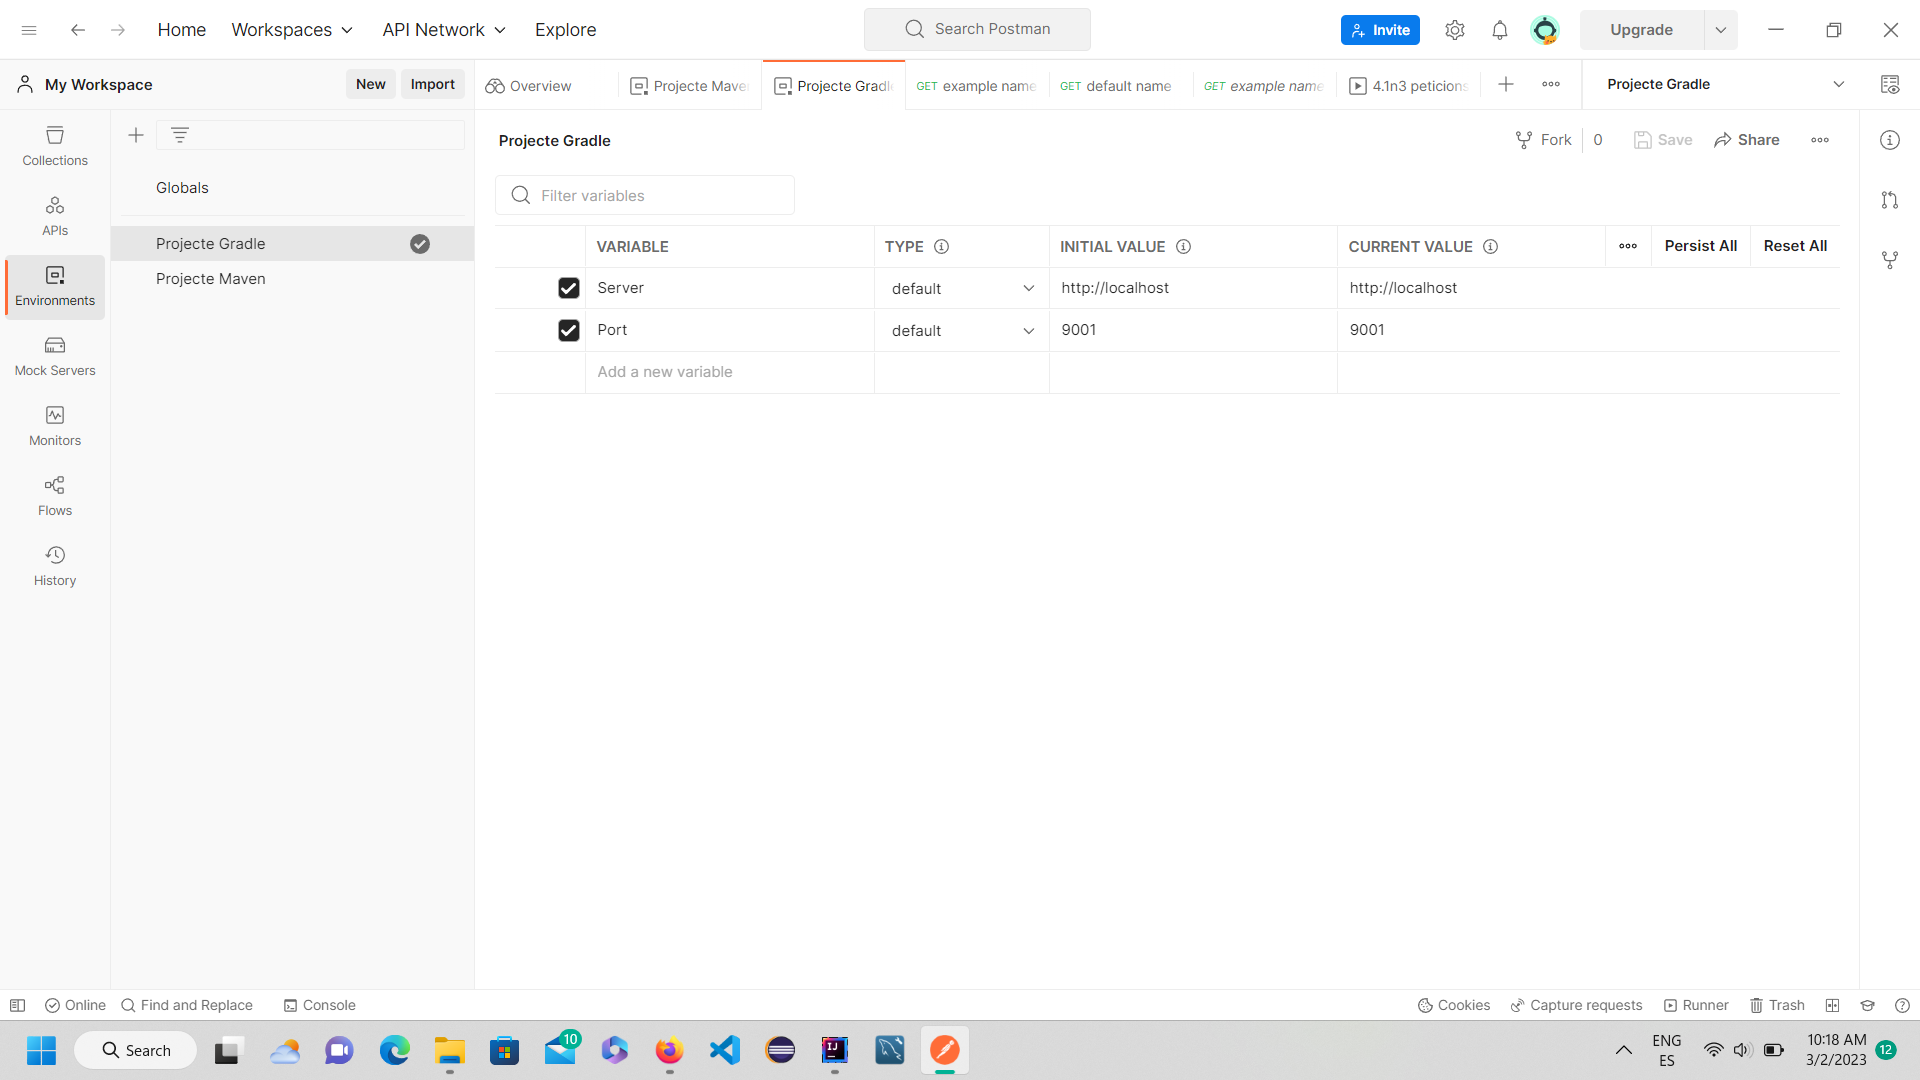 Home Workspaces API Network Explore Search Postman Invite Upgrade
My Workspace New Import Overview Projecte Maven Projecte Gradle GET example name GET default name GET example name 4.1n3 peticions Projecte Gradle
Collections
APIs
Environments
Mock Servers
Monitors
Flows
History
Globals
Projecte Gradle
Projecte Maven
Projecte Gradle Fork 0 Save Share
Filter variables
VARIABLE TYPE INITIAL VALUE CURRENT VALUE Persist All Reset All
Server default http://localhost http://localhost
Port default 9001 9001
Add a new variable
Online Find and Replace Console Cookies Capture requests Runner Trash
Search 10 IJ ENG 10:18 AM 12
ES 3/2/2023